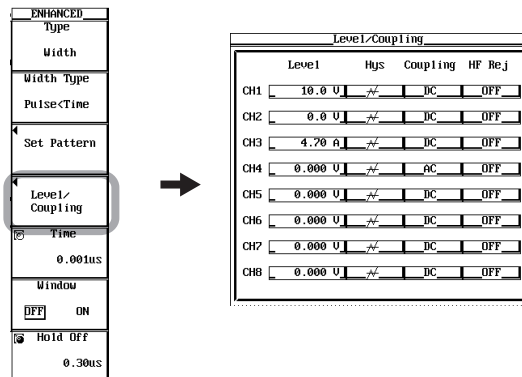 ENHANCED
Type
Width
Width Type
Pulse<Time
Set Pattern
Level/
Coupling
Time
0.001us
Window
OFF ON
Hold Off
0.30us
Level/Coupling
Level Hys Coupling HF Rej
CH1 10.0 V DC OFF
CH2 0.0 V DC OFF
CH3 4.70 A DC OFF
CH4 0.000 V AC OFF
CH5 0.000 V DC OFF
CH6 0.000 V DC OFF
CH7 0.000 V DC OFF
CH8 0.000 V DC OFF